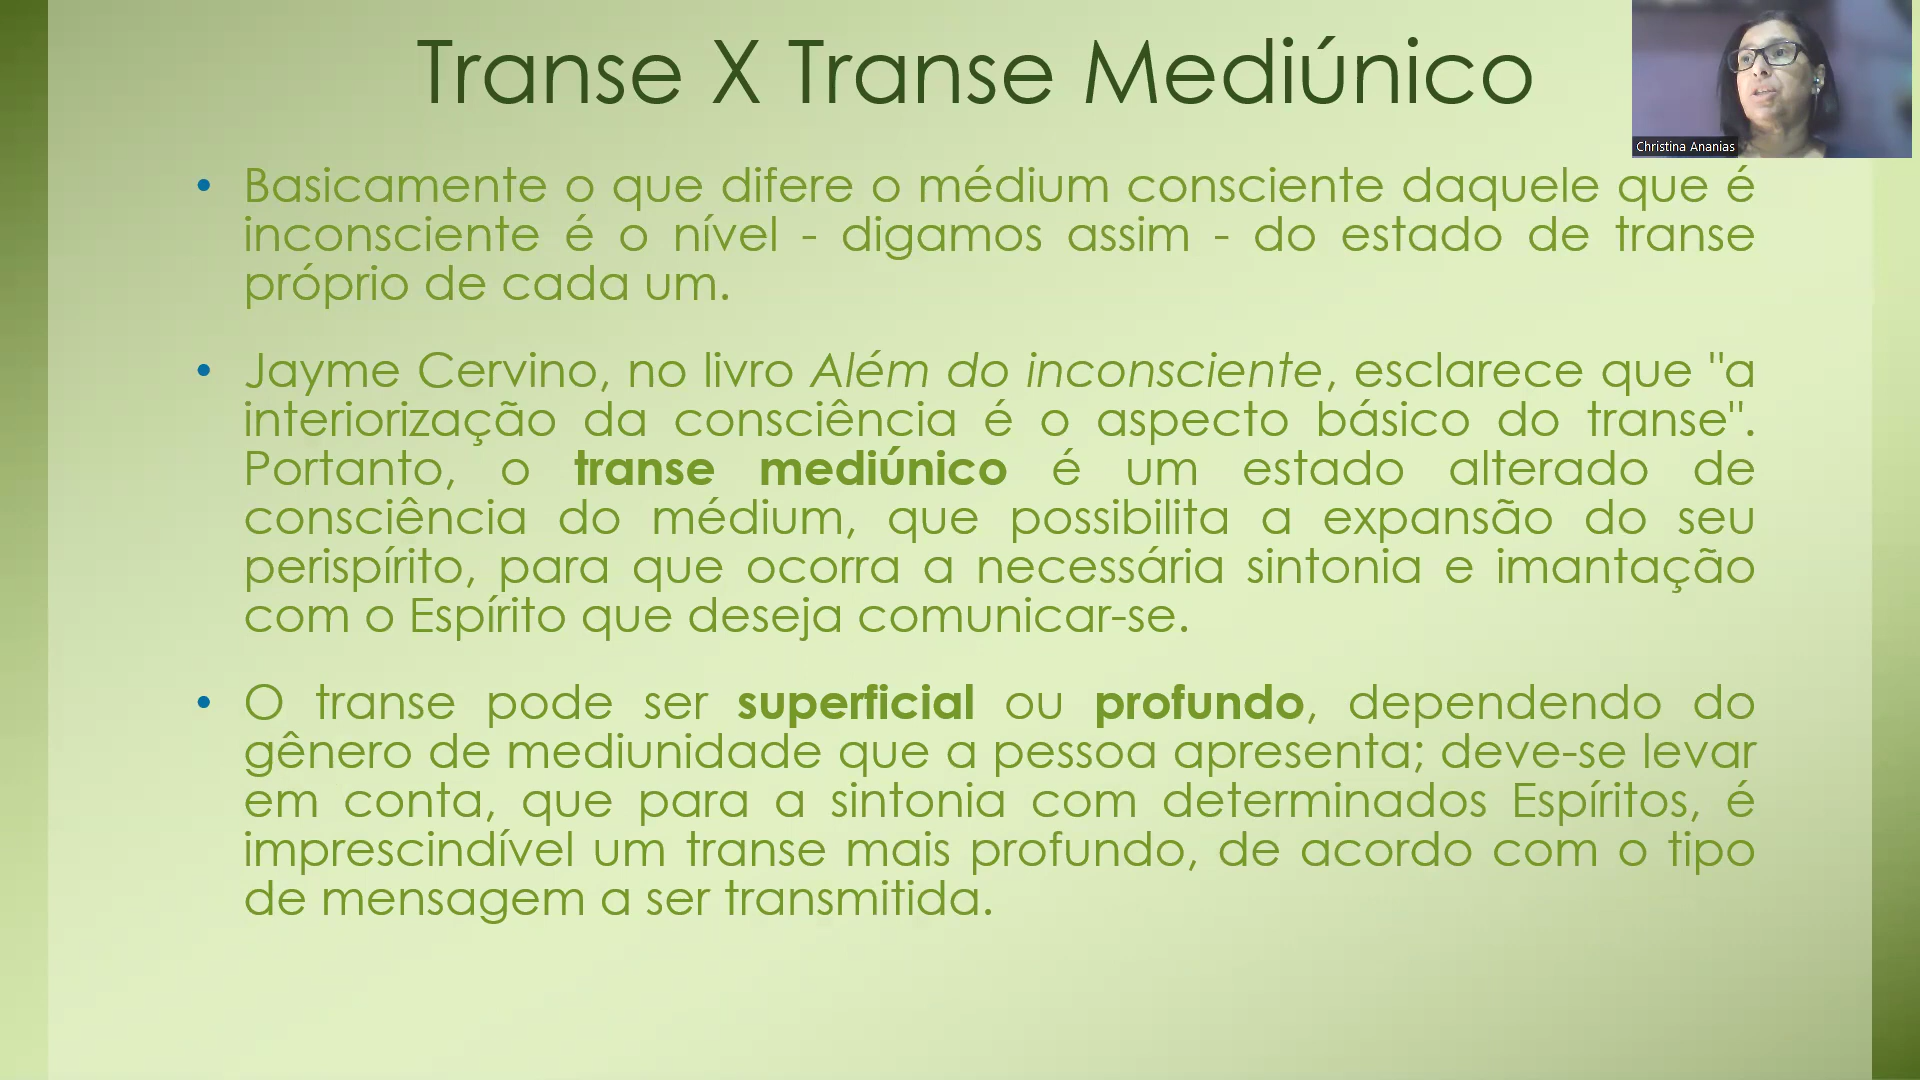 Transe X Transe Mediúnico
Christina Ananias
• Basicamente o que difere o médium consciente daquele que é
inconsciente é o nível - digamos assim - do estado de transe
próprio de cada um.
• Jayme Cervino, no livro Além do inconsciente, esclarece que "a
interiorização da consciência é o aspecto básico do transe".
Portanto, o transe mediúnico é um estado alterado de
consciência do médium, que possibilita a expansão do seu
perispírito, para que ocorra a necessária sintonia e imantação
com o Espírito que deseja comunicar-se.
• O transe pode ser superficial ou profundo, dependendo do
gênero de mediunidade que a pessoa apresenta; deve-se levar
em conta, que para a sintonia com determinados Espíritos, é
imprescindível um transe mais profundo, de acordo com o tipo
de mensagem a ser transmitida.